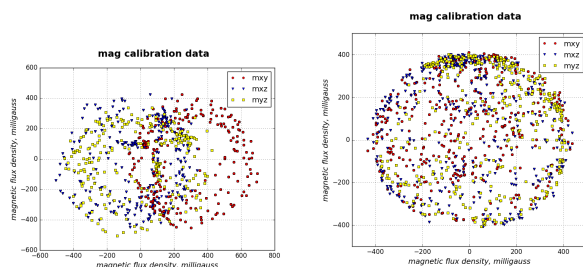 mag calibration data
600
400
200
0
−200
−400
−600
−600 −400 −200 0 200 400 600 800
magnetic flux density, milligauss
magnetic flux density, milligauss
mxy
mxz
myz
mag calibration data
400
200
0
−200
−400
−400 −200 0 200 400
magnetic flux density, milligauss
magnetic flux density, milligauss
mxy
mxz
myz